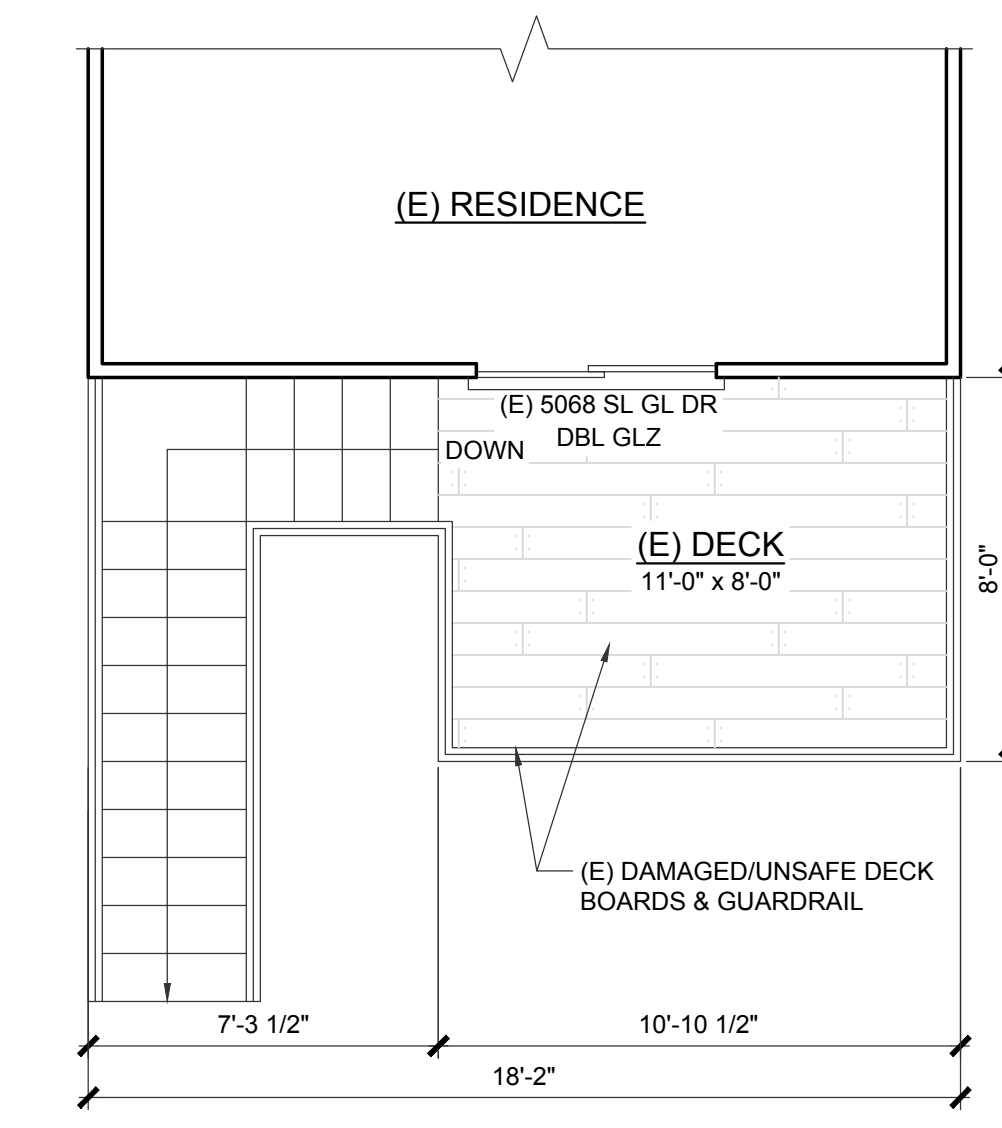 (E) RESIDENCE
(E) 5068 SL GL DR
DBL GLZ
DOWN
(E) DECK
11'-0" x 8'-0"
8'-0"
(E) DAMAGED/UNSAFE DECK
BOARDS & GUARDRAIL
7'-3 1/2"
10'-10 1/2"
18'-2"